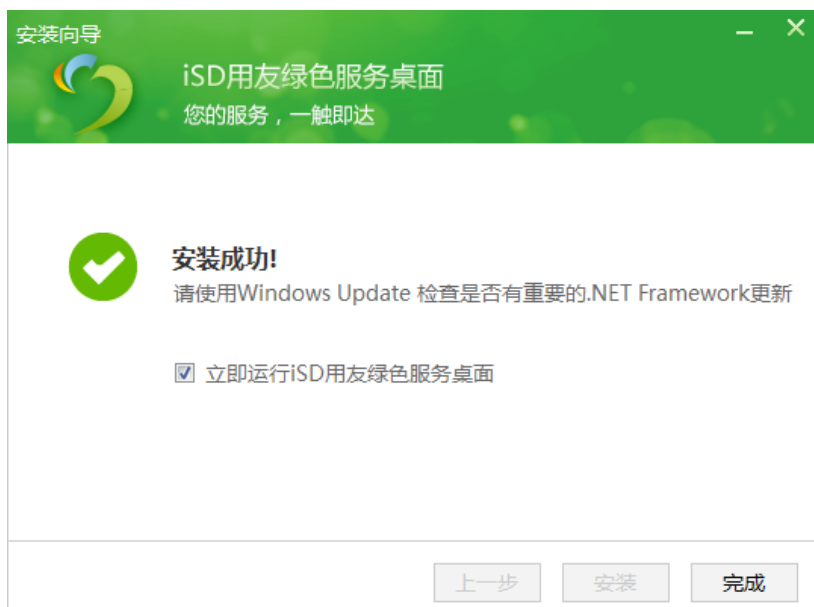 安装向导
iSD用友绿色服务桌面
您的服务，一触即达
安装成功!
请使用Windows Update 检查是否有重要的.NET Framework更新
立即运行iSD用友绿色服务桌面
上一步
安装
完成